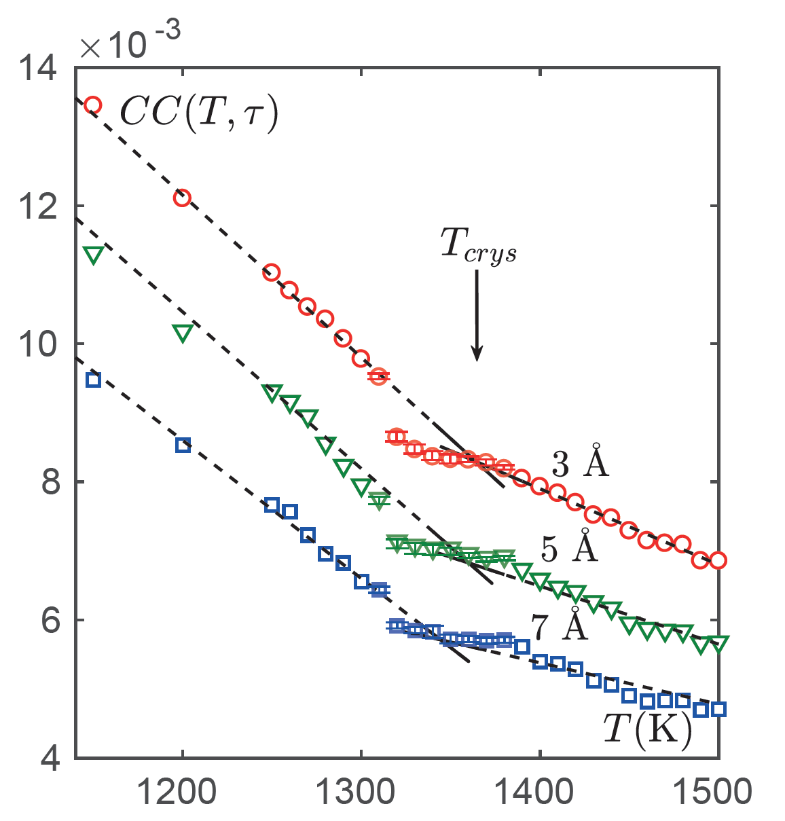 ×10⁻³
14
CC(T, τ)
12
T_crys
10
3 Å
8
5 Å
7 Å
6
T(K)
4
1200 1300 1400 1500